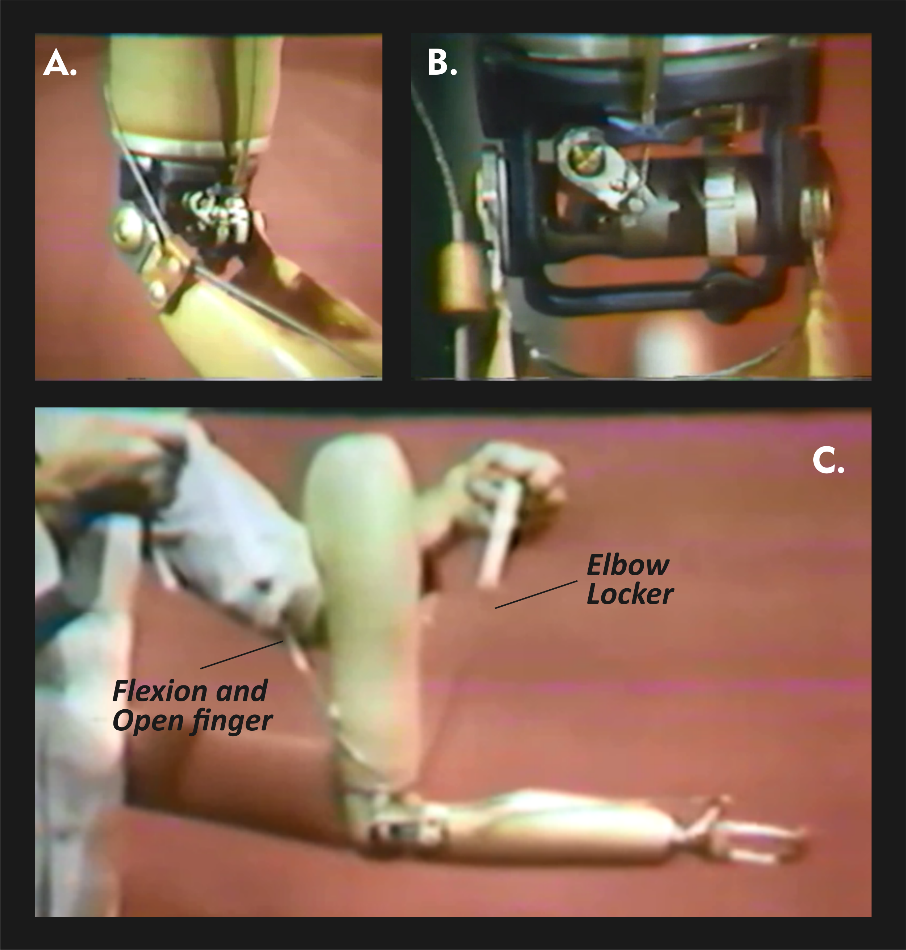 A.
B.
C.
Elbow
Locker
Flexion and
Open finger